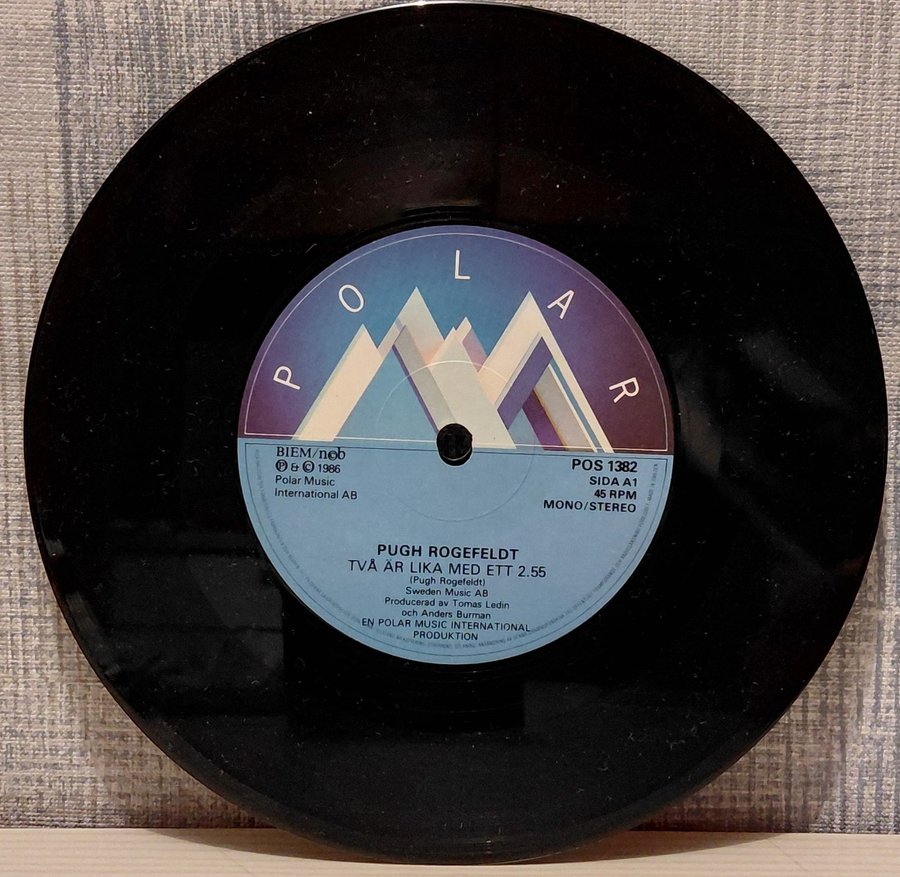 POLAR
BIEM/n©b
℗ & © 1986
Polar Music
International AB
POS 1382
SIDA A1
45 RPM
MONO/STEREO
PUGH ROGEFELDT
TVÅ ÄR LIKA MED ETT 2.55
(Pugh Rogefeldt)
Sweden Music AB
Producerad av Tomas Ledin
och Anders Burman
EN POLAR MUSIC INTERNATIONAL
PRODUKTION